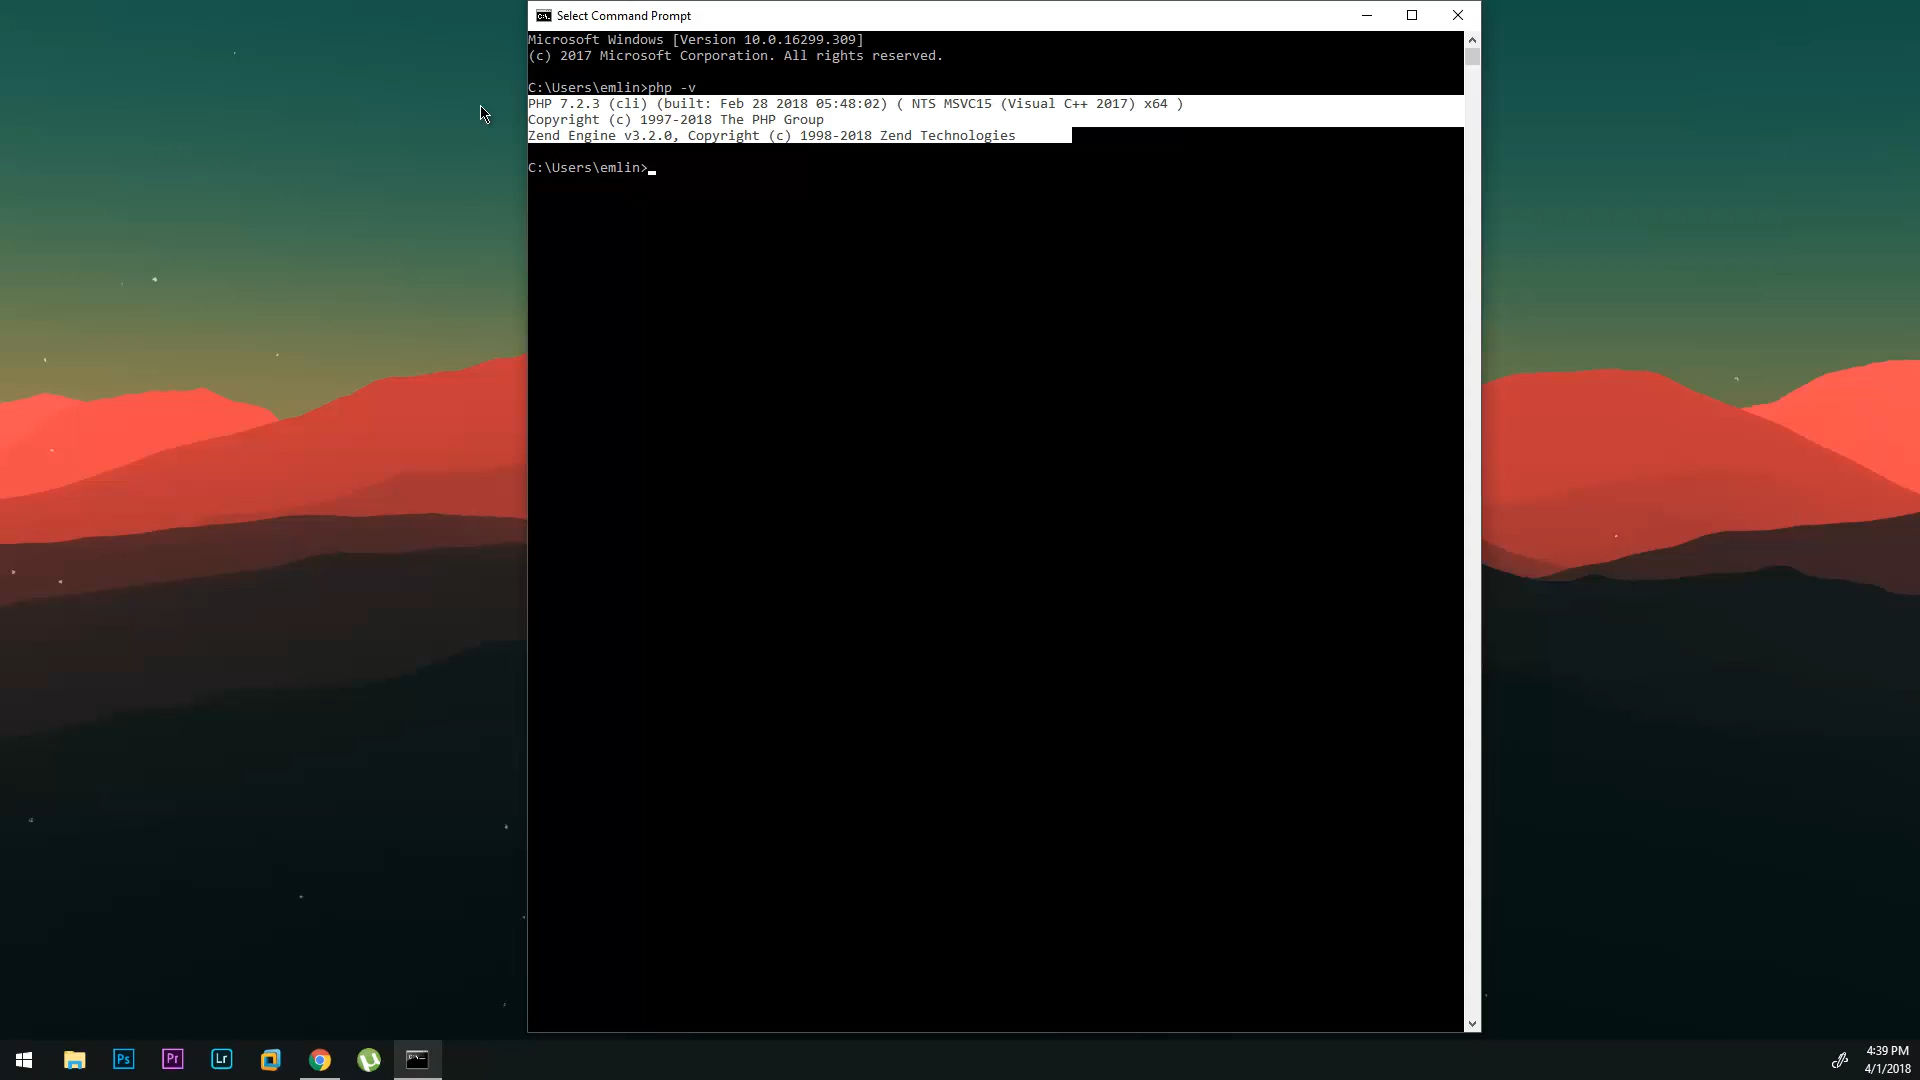 Select Command Prompt
Microsoft Windows [Version 10.0.16299.309]
(c) 2017 Microsoft Corporation. All rights reserved.
C:\Users\emlin>php -v
PHP 7.2.3 (cli) (built: Feb 28 2018 05:48:02) ( NTS MSVC15 (Visual C++ 2017) x64 )
Copyright (c) 1997-2018 The PHP Group
Zend Engine v3.2.0, Copyright (c) 1998-2018 Zend Technologies
C:\Users\emlin>
Ps
Pr
Lr
4:39 PM
4/1/2018